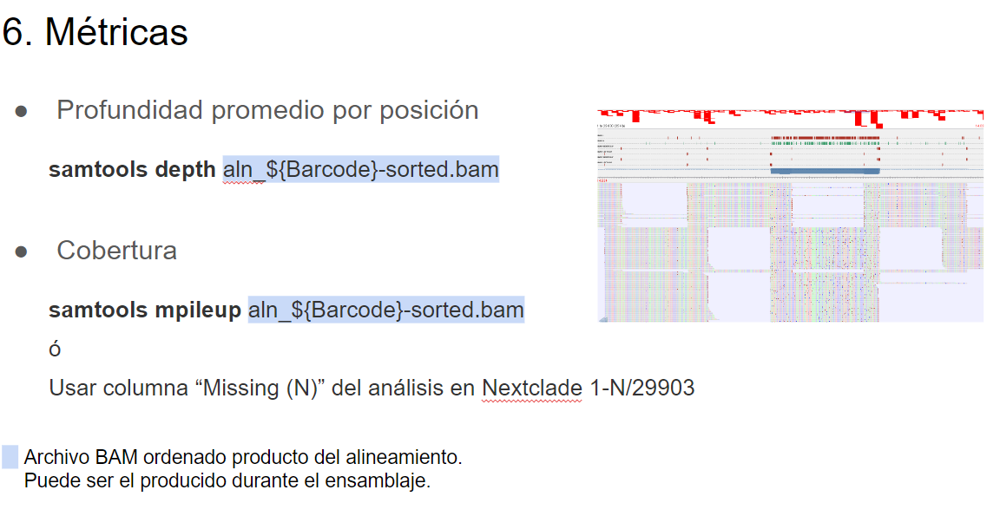 6. Métricas
● Profundidad promedio por posición
samtools depth aln_${Barcode}-sorted.bam
● Cobertura
samtools mpileup aln_${Barcode}-sorted.bam
ó
Usar columna “Missing (N)” del análisis en Nextclade 1-N/29903
Archivo BAM ordenado producto del alineamiento.
Puede ser el producido durante el ensamblaje.